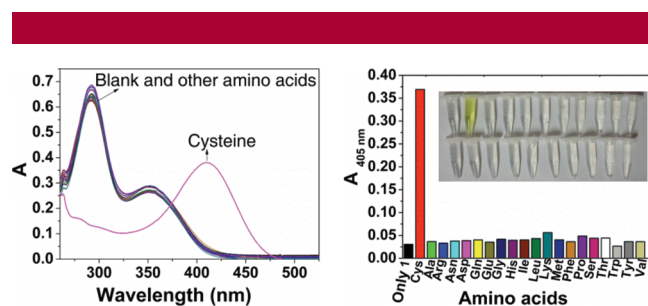 0.7
0.6
0.5
0.4
0.3
0.2
0.1
0.0
A
Blank and other amino acids
Cysteine
300 350 400 450 500
Wavelength (nm)
0.40
0.35
0.30
0.25
0.20
0.15
0.10
0.05
0.00
A 405 nm
Only 1
Cys
Ala
Arg
Asn
Asp
Gln
Glu
Gly
His
Ile
Leu
Lys
Met
Phe
Pro
Ser
Thr
Trp
Tyr
Val
Amino acids